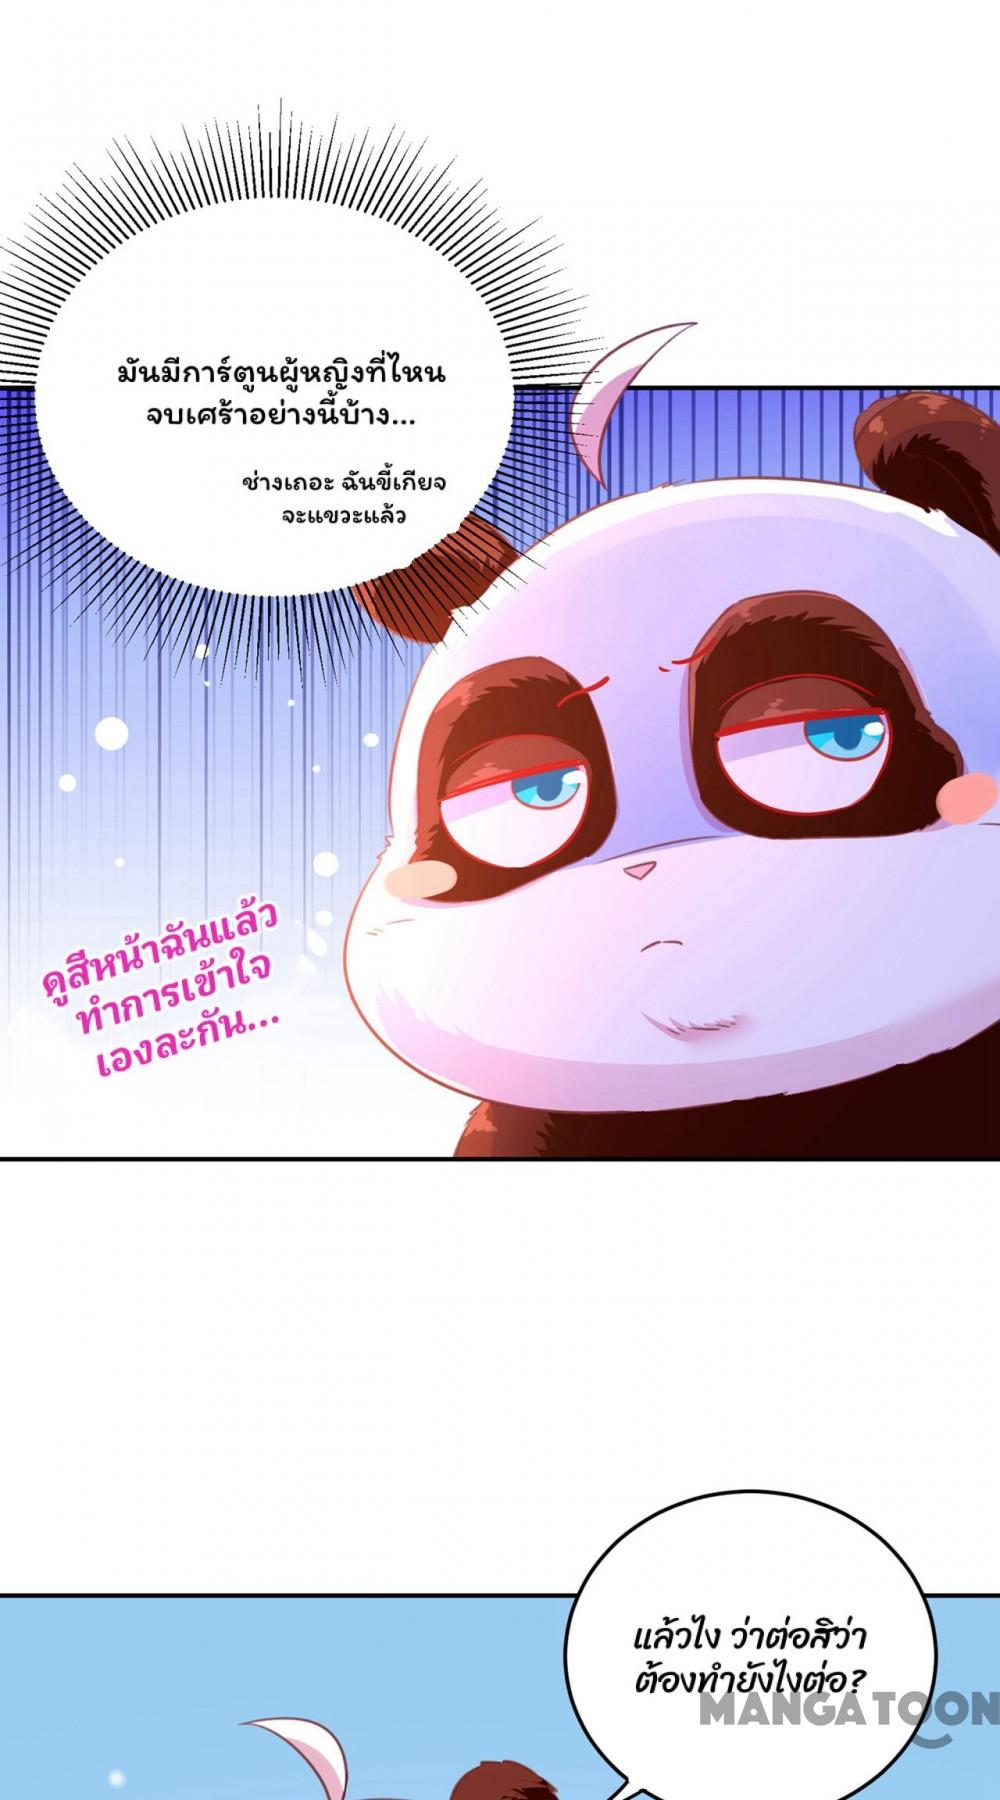 มันมีการ์ตูนผู้หญิงที่ไหน
จบเศร้าอย่างนี้บ้าง...
ช่างเถอะ ฉันขี้เกียจ
จะแขวะแล้ว
ดูสีหน้าฉันแล้ว
ทำการเข้าใจ
เองละกัน...
แล้วไง ว่าต่อสิว่า
ต้องทำยังไงต่อ?
MANGATOON